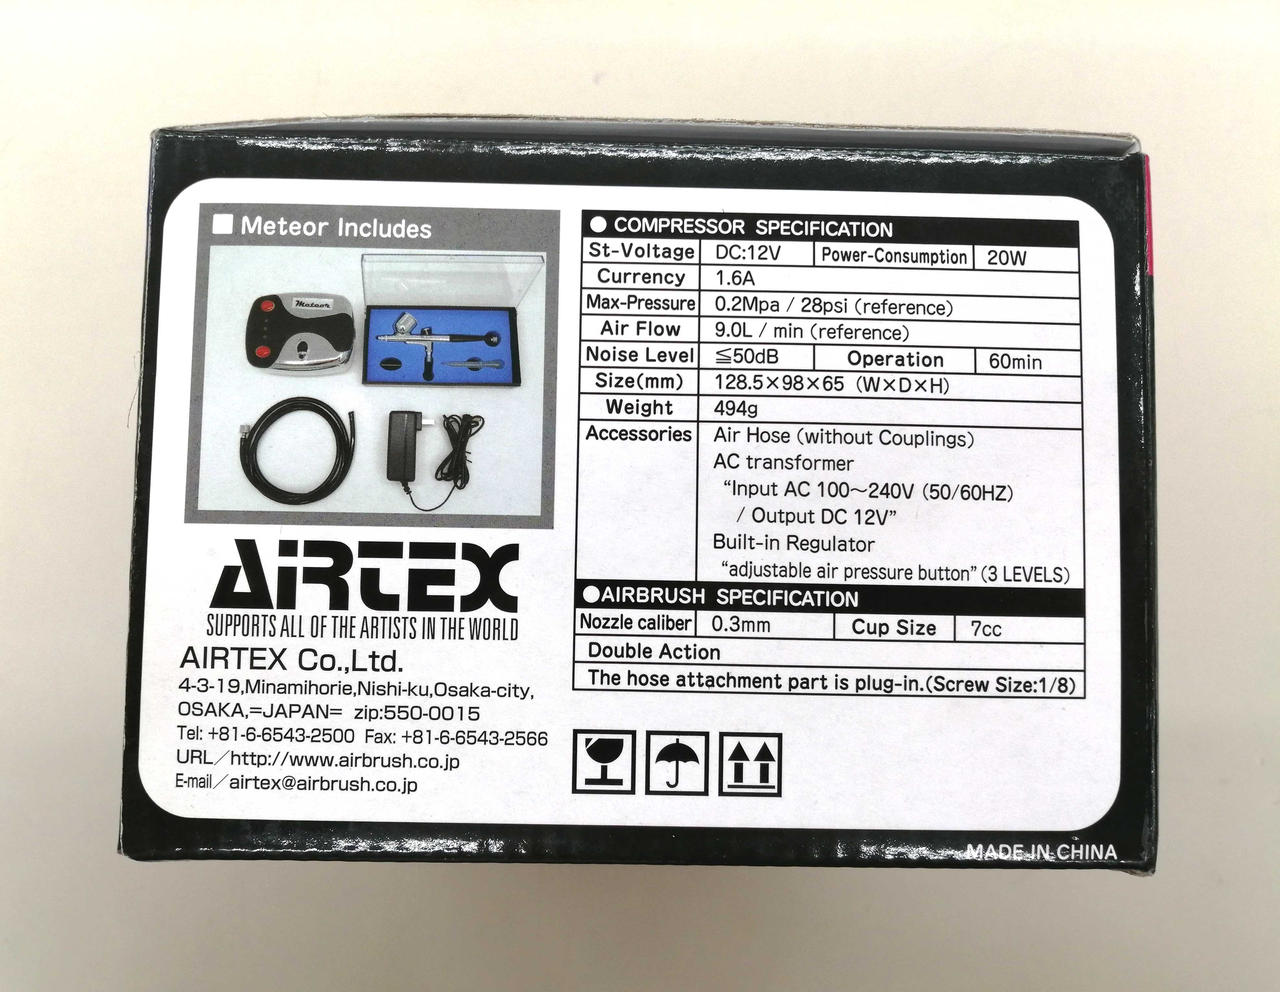 ■ Meteor Includes
Meteor
AIRTEX
SUPPORTS ALL OF THE ARTISTS IN THE WORLD
AIRTEX Co.,Ltd.
4-3-19,Minamihorie,Nishi-ku,Osaka-city,
OSAKA,=JAPAN= zip:550-0015
Tel: +81-6-6543-2500 Fax: +81-6-6543-2566
URL／http://www.airbrush.co.jp
E-mail／airtex@airbrush.co.jp
● COMPRESSOR SPECIFICATION
St-Voltage DC:12V Power-Consumption 20W
Currency 1.6A
Max-Pressure 0.2Mpa / 28psi (reference)
Air Flow 9.0L / min (reference)
Noise Level ≦50dB Operation 60min
Size(mm) 128.5×98×65 (W×D×H)
Weight 494g
Accessories Air Hose (without Couplings)
AC transformer
“Input AC 100～240V (50/60HZ)
/ Output DC 12V”
Built-in Regulator
“adjustable air pressure button” (3 LEVELS)
●AIRBRUSH SPECIFICATION
Nozzle caliber 0.3mm Cup Size 7cc
Double Action
The hose attachment part is plug-in.(Screw Size:1/8)
MADE IN CHINA